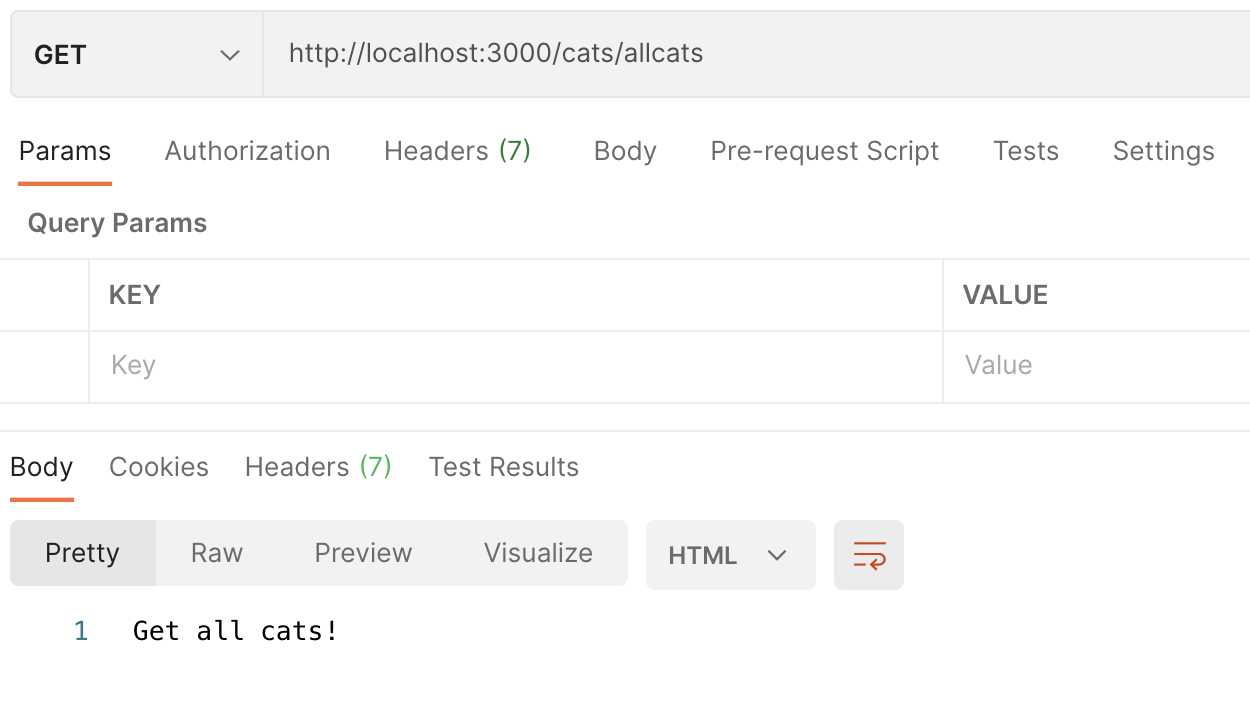 GET http://localhost:3000/cats/allcats
Params Authorization Headers (7) Body Pre-request Script Tests Settings
Query Params
KEY VALUE
Key Value
Body Cookies Headers (7) Test Results
Pretty Raw Preview Visualize HTML
1 Get all cats!